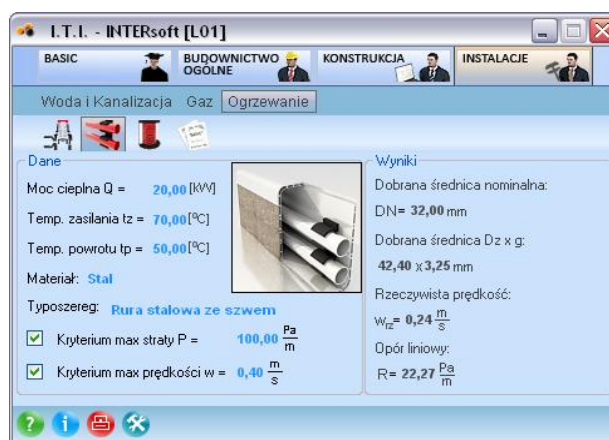 I.T.I. - INTERsoft [L01]
BASIC
BUDOWNICTWO OGÓLNE
KONSTRUKCJA
INSTALACJE
Woda i Kanalizacja Gaz Ogrzewanie
Dane
Moc cieplna Q = 20,00 [kW]
Temp. zasilania tz = 70,00 [ºC]
Temp. powrotu tp = 50,00 [ºC]
Materiał: Stal
Typoszereg: Rura stalowa ze szwem
Kryterium max straty P = 100,00 Pa/m
Kryterium max prędkości w = 0,40 m/s
Wyniki
Dobrana średnica nominalna:
DN= 32,00 mm
Dobrana średnica Dz x g:
42,40 x 3,25 mm
Rzeczywista prędkość:
wrz= 0,24 m/s
Opór liniowy:
R= 22,27 Pa/m